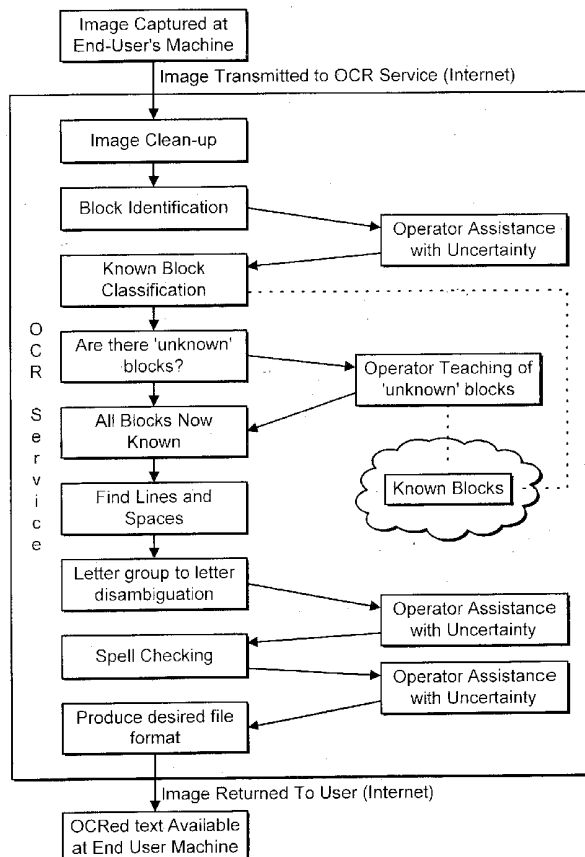 Image Captured at
End-User's Machine
Image Transmitted to OCR Service (Internet)
Image Clean-up
Block Identification
Operator Assistance
with Uncertainty
Known Block
Classification
OCR Service
Are there 'unknown'
blocks?
Operator Teaching of
'unknown' blocks
All Blocks Now
Known
Known Blocks
Find Lines and
Spaces
Letter group to letter
disambiguation
Operator Assistance
with Uncertainty
Spell Checking
Operator Assistance
with Uncertainty
Produce desired file
format
Image Returned To User (Internet)
OCRed text Available
at End User Machine